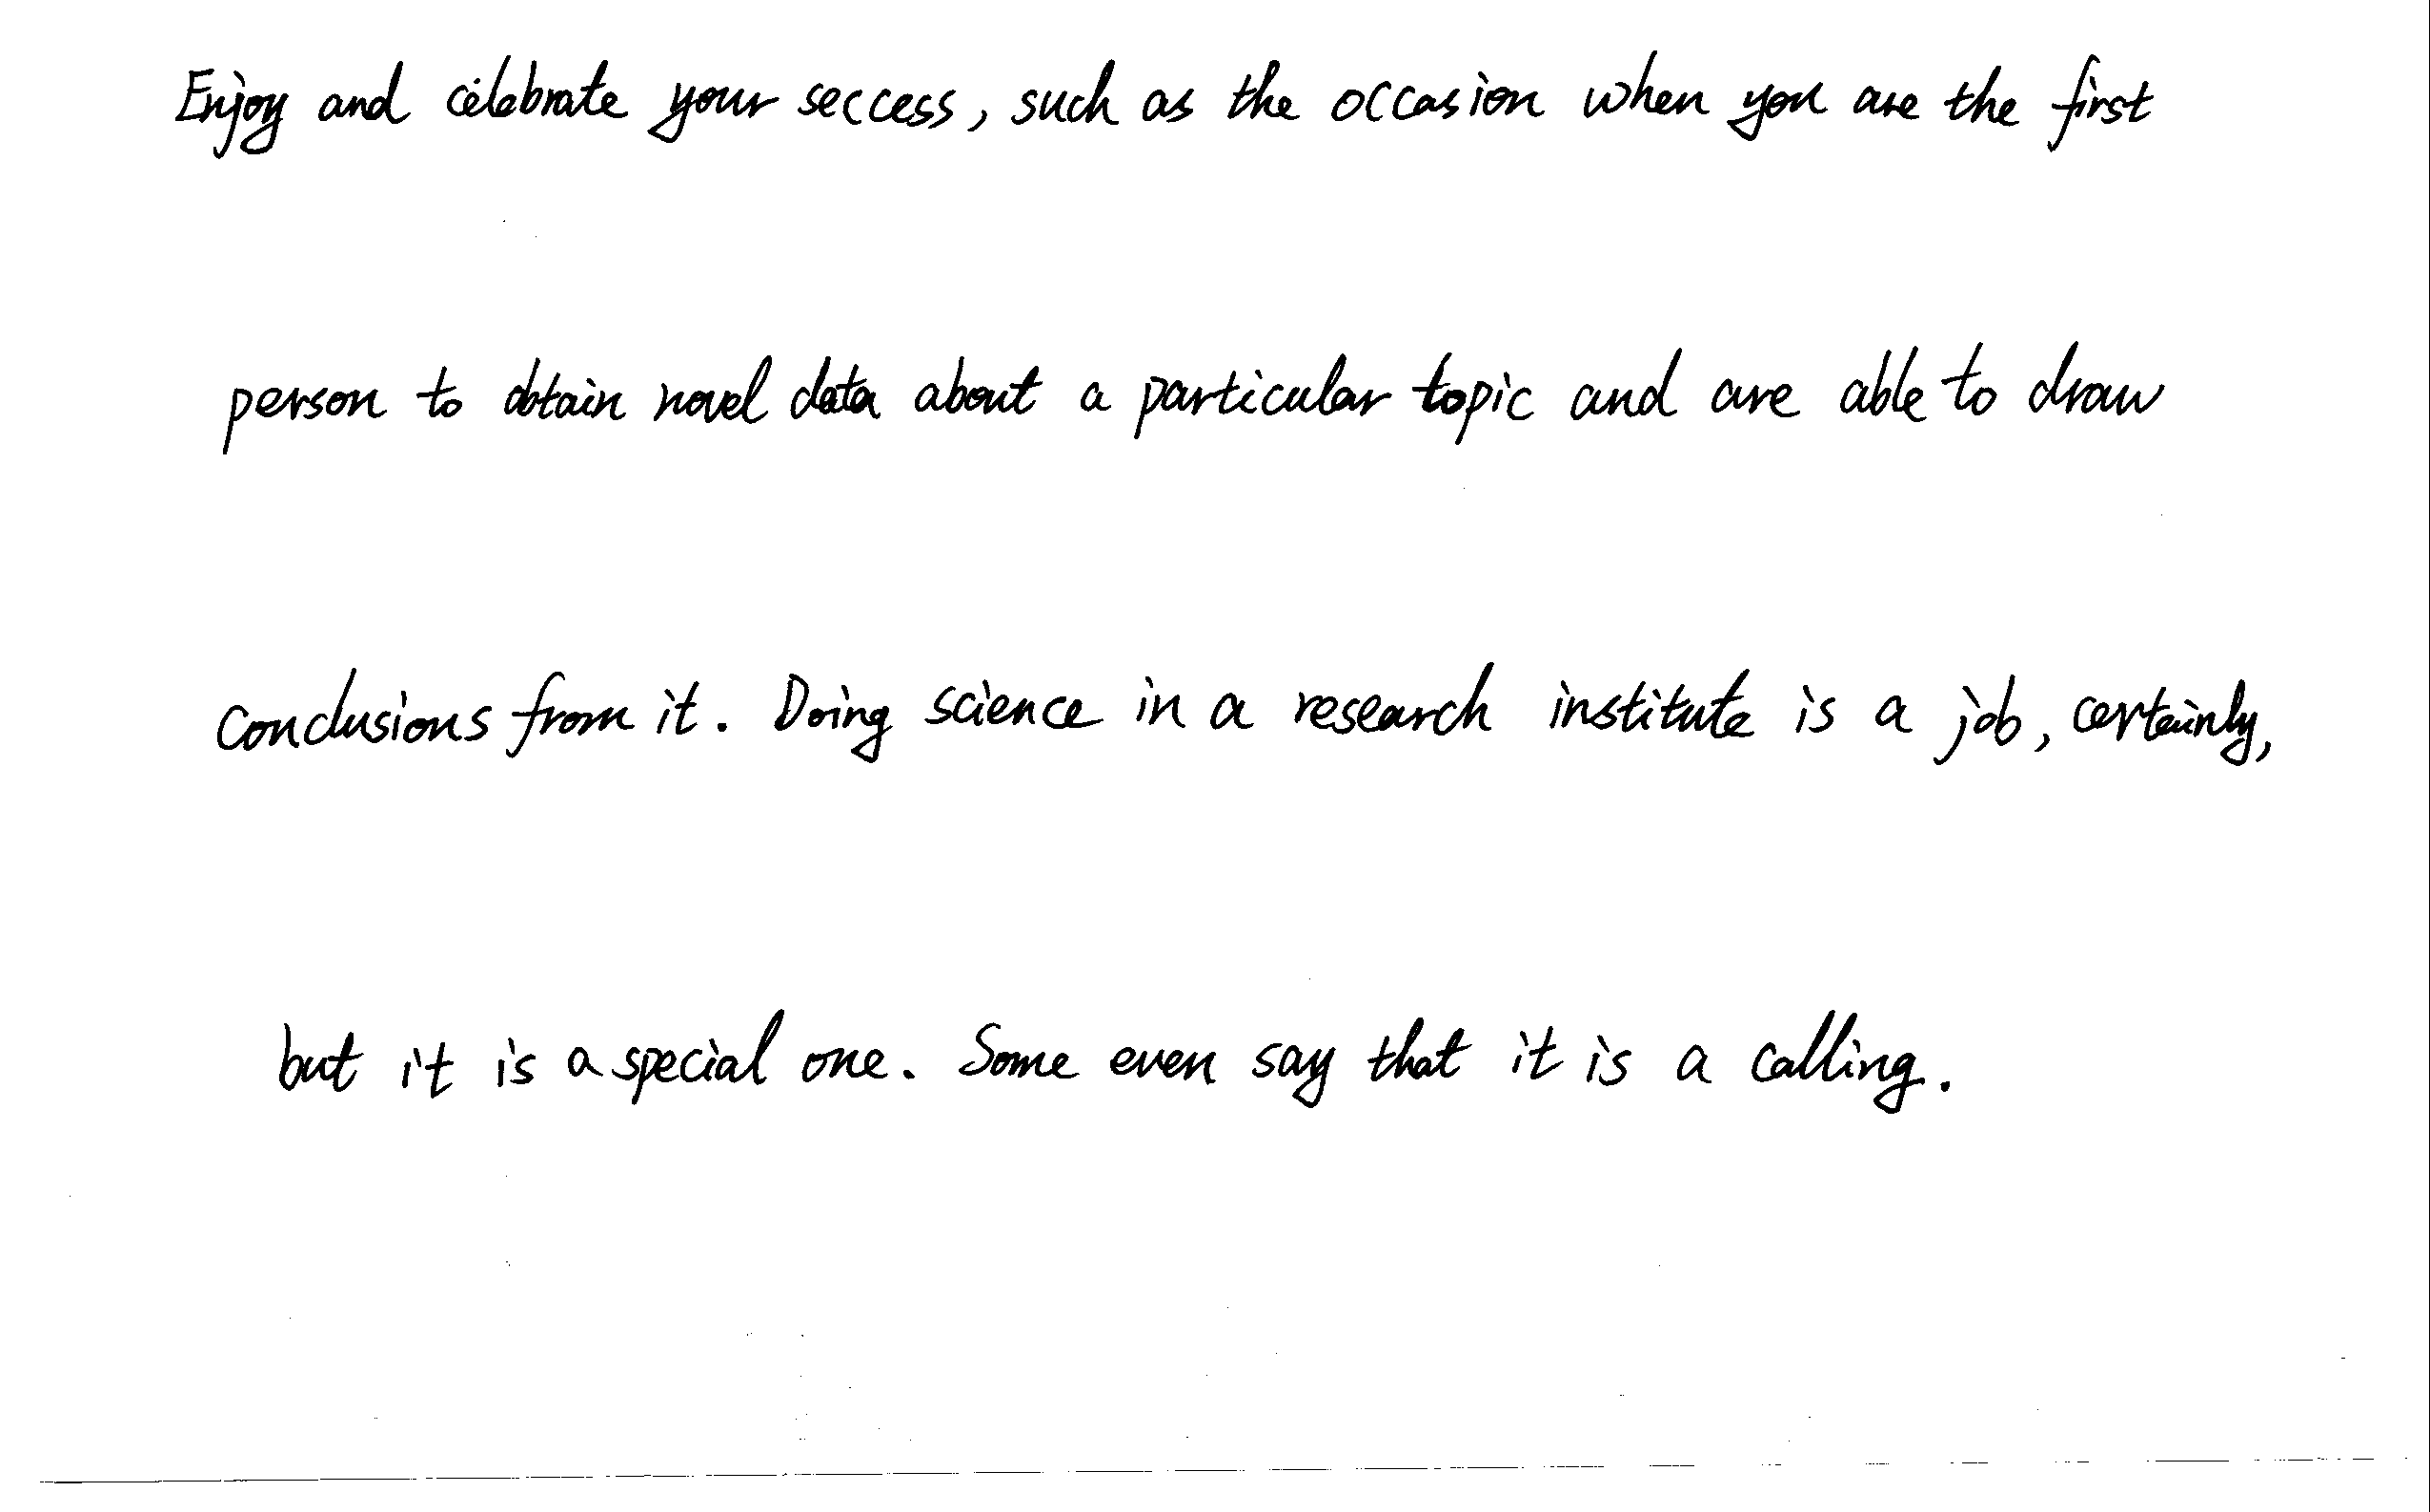 Enjoy and celebrate your seccess, such as the occasion when you are the first
person to obtain novel data about a particular topic and are able to draw
conclusions from it. Doing science in a research institute is a job, certainly,
but it is a special one. Some even say that it is a calling.